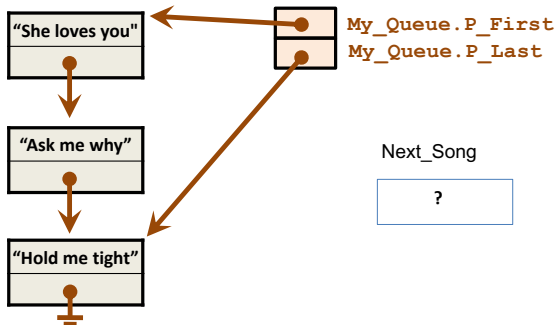 “She loves you"
My_Queue.P_First
My_Queue.P_Last
“Ask me why”
Next_Song
?
“Hold me tight”